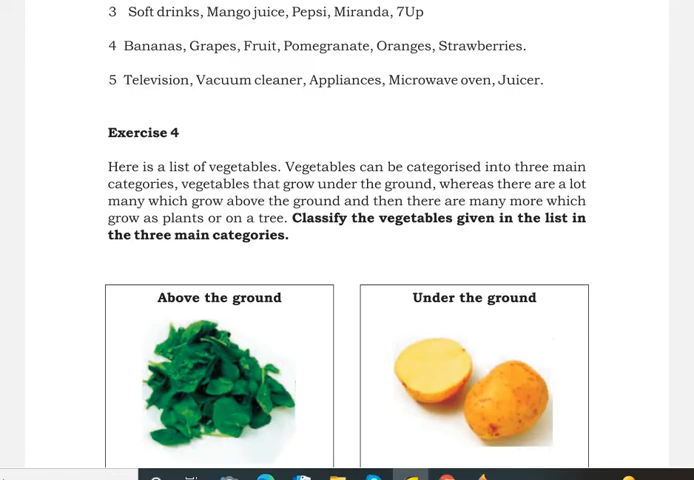 3 Soft drinks, Mango juice, Pepsi, Miranda, 7Up
4 Bananas, Grapes, Fruit, Pomegranate, Oranges, Strawberries.
5 Television, Vacuum cleaner, Appliances, Microwave oven, Juicer.
Exercise 4
Here is a list of vegetables. Vegetables can be categorised into three main
categories, vegetables that grow under the ground, whereas there are a lot
many which grow above the ground and then there are many more which
grow as plants or on a tree. Classify the vegetables given in the list in
the three main categories.
Above the ground
Under the ground